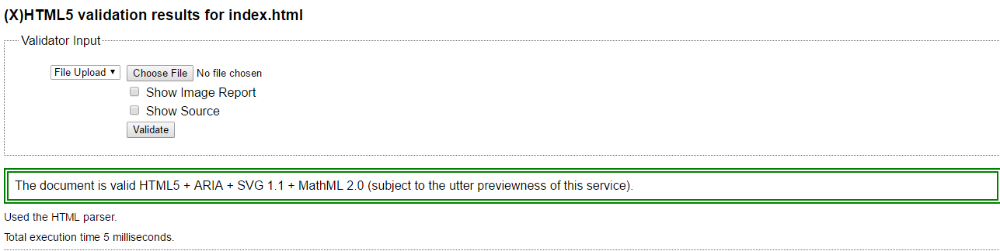 (X)HTML5 validation results for index.html
Validator Input
File Upload Choose File No file chosen
Show Image Report
Show Source
Validate
The document is valid HTML5 + ARIA + SVG 1.1 + MathML 2.0 (subject to the utter previewness of this service).
Used the HTML parser.
Total execution time 5 milliseconds.